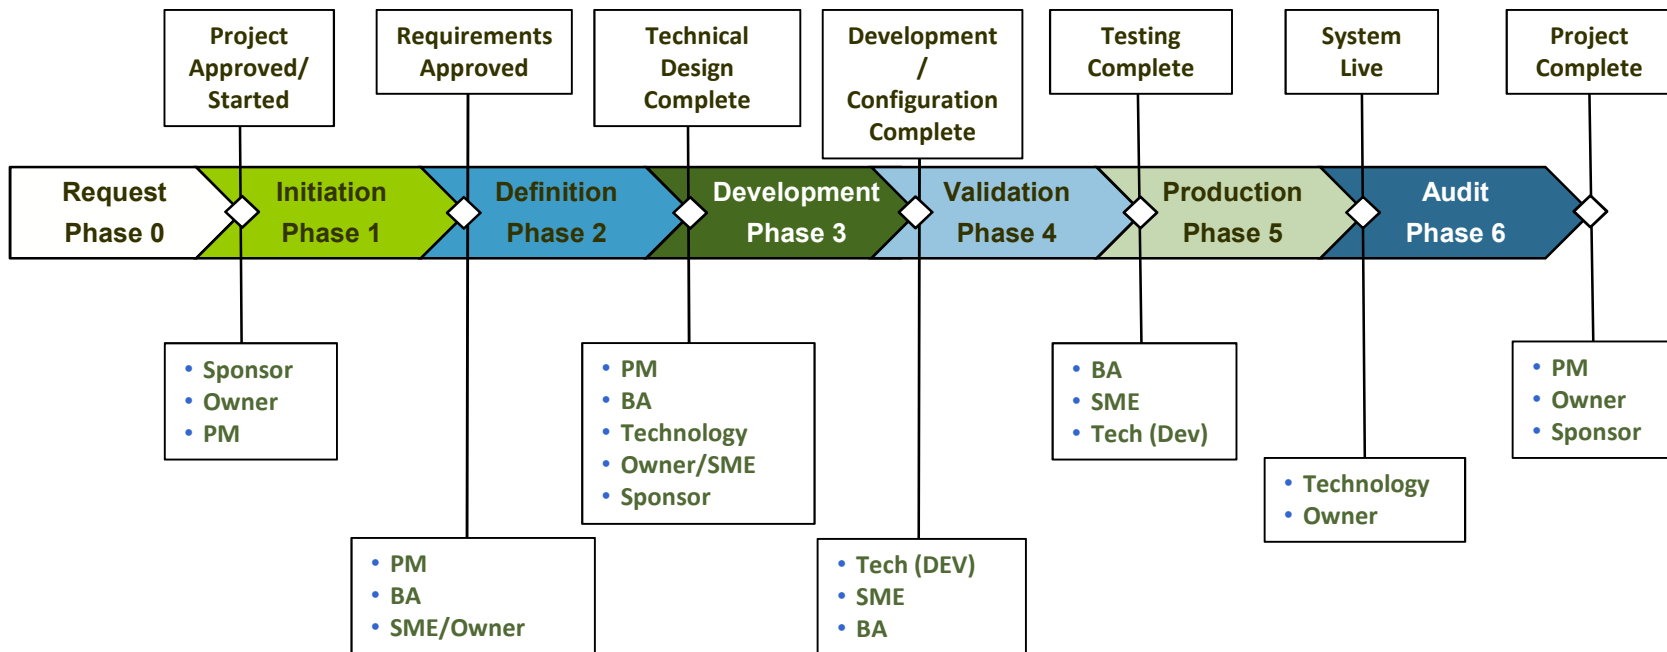 Project
Approved/
Started
Requirements
Approved
Technical
Design
Complete
Development
/
Configuration
Complete
Testing
Complete
System
Live
Project
Complete
Request
Phase 0
Initiation
Phase 1
Definition
Phase 2
Development
Phase 3
Validation
Phase 4
Production
Phase 5
Audit
Phase 6
• Sponsor
• Owner
• PM
• PM
• BA
• SME/Owner
• PM
• BA
• Technology
• Owner/SME
• Sponsor
• Tech (DEV)
• SME
• BA
• BA
• SME
• Tech (Dev)
• Technology
• Owner
• PM
• Owner
• Sponsor